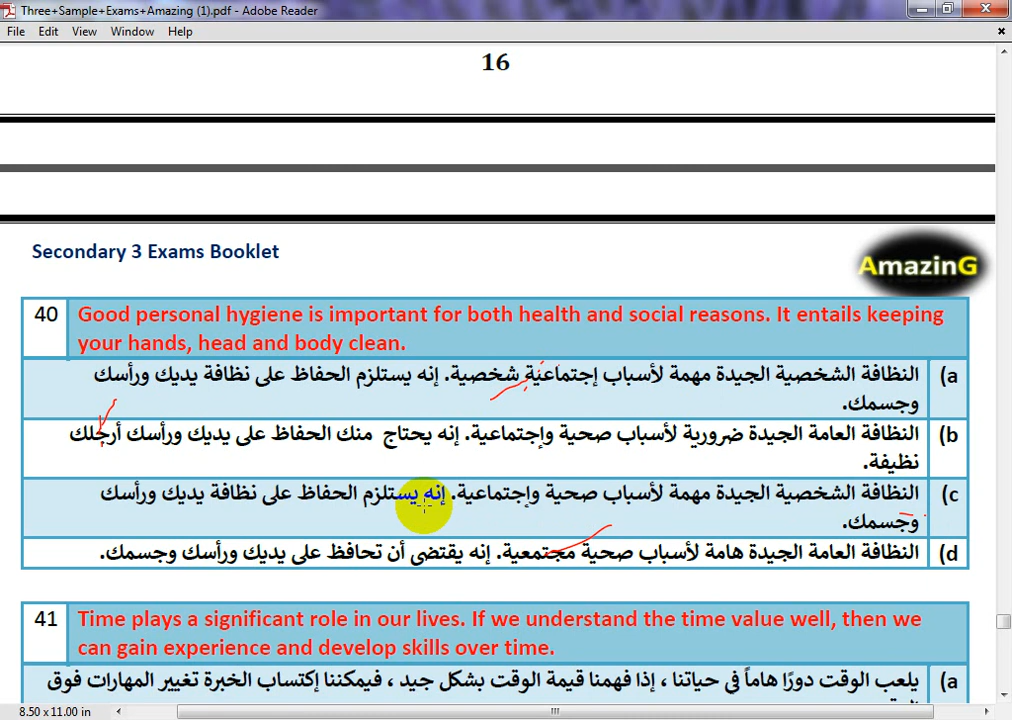 Three+Sample+Exams+Amazing (1).pdf - Adobe Reader
File Edit View Window Help
16
Secondary 3 Exams Booklet
AmazinG
40 Good personal hygiene is important for both health and social reasons. It entails keeping
your hands, head and body clean.
(a النظافة الشخصية الجيدة مهمة لأسباب إجتماعية شخصية. إنه يستلزم الحفاظ على نظافة يديك ورأسك
وجسمك.
(b النظافة العامة الجيدة ضرورية لأسباب صحية وإجتماعية. إنه يحتاج منك الحفاظ على يديك ورأسك أرجلك
نظيفة.
(c النظافة الشخصية الجيدة مهمة لأسباب صحية وإجتماعية. إنه يستلزم الحفاظ على نظافة يديك ورأسك
وجسمك.
(d النظافة العامة الجيدة هامة لأسباب صحية مجتمعية. إنه يقتضى أن تحافظ على يديك ورأسك وجسمك.
41 Time plays a significant role in our lives. If we understand the time value well, then we
can gain experience and develop skills over time.
(a يلعب الوقت دورًا هاماً فى حياتنا ، إذا فهمنا قيمة الوقت بشكل جيد ، فيمكننا إكتساب الخبرة تغيير المهارات فوق
8.50 x 11.00 in